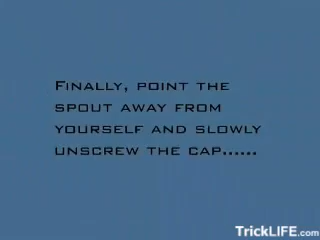 Finally, point the
spout away from
yourself and slowly
unscrew the cap......
TrickLIFE.com